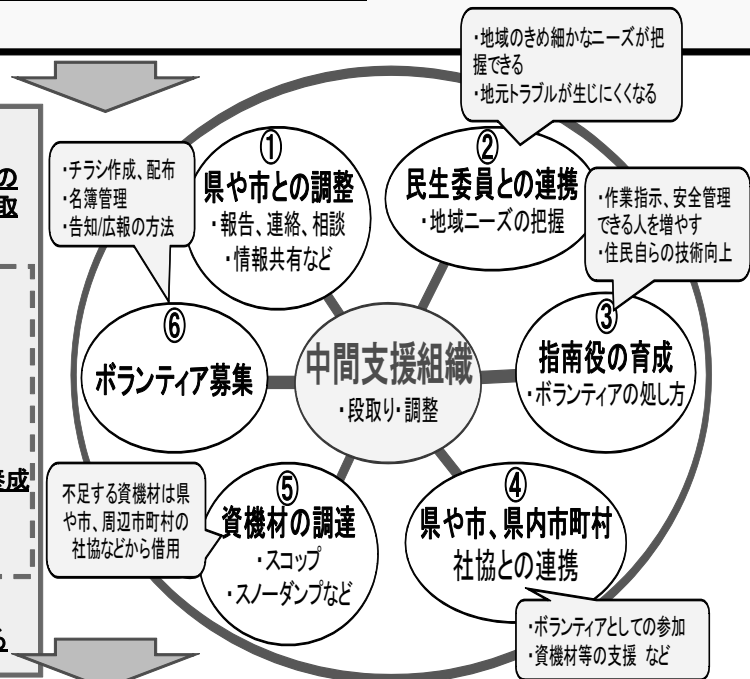 ・地域のきめ細かなニーズが把
握できる
・地元トラブルが生じにくくなる
・チラシ作成、配布
・名簿管理
・告知/広報の方法
①
県や市との調整
・報告、連絡、相談
・情報共有など
②
民生委員との連携
・地域ニーズの把握
・作業指示、安全管理
できる人を増やす
・住民自らの技術向上
の
取
⑥
ボランティア募集
中間支援組織
・段取り・調整
③
指南役の育成
・ボランティアの処し方
成
不足する資機材は県
や市、周辺市町村の
社協などから借用
⑤
資機材の調達
・スコップ
・スノーダンプなど
④
県や市、県内市町村
社協との連携
・ボランティアとしての参加
・資機材等の支援 など